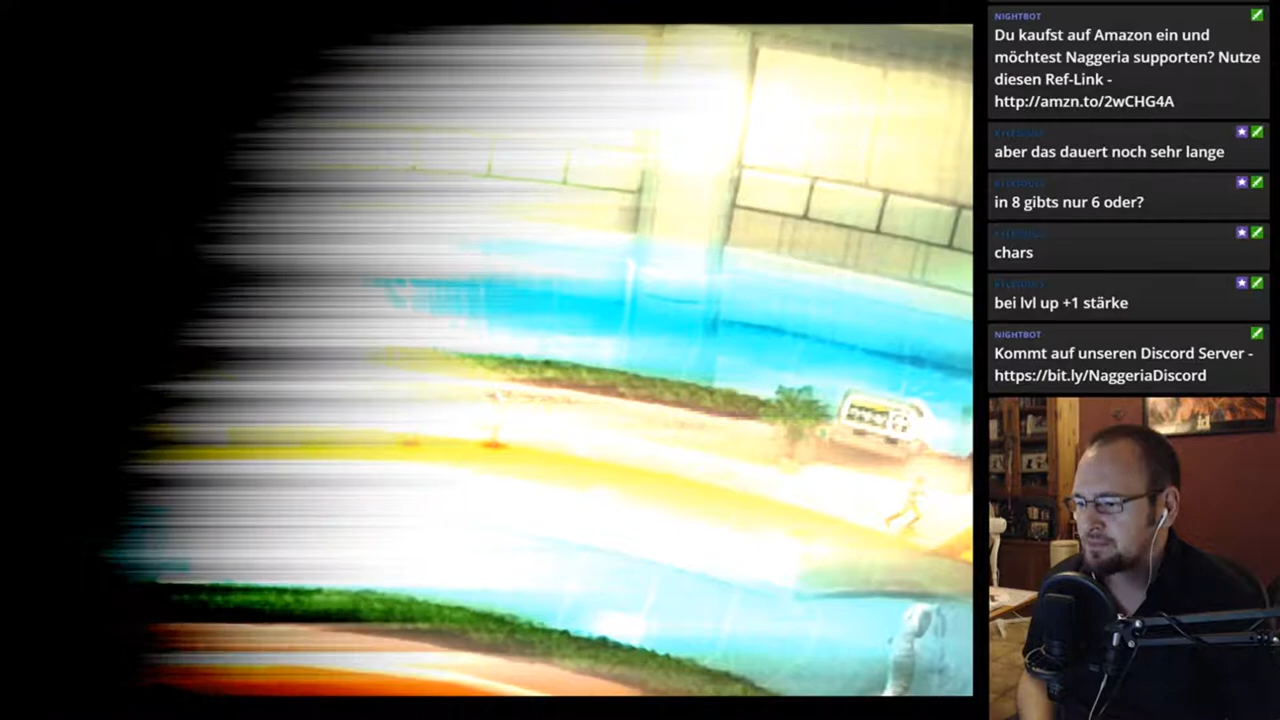 NIGHTBOT
Du kaufst auf Amazon ein und
möchtest Naggeria supporten? Nutze
diesen Ref-Link -
http://amzn.to/2wCHG4A
aber das dauert noch sehr lange
in 8 gibts nur 6 oder?
chars
bei lvl up +1 stärke
NIGHTBOT
Kommt auf unseren Discord Server -
https://bit.ly/NaggeriaDiscord